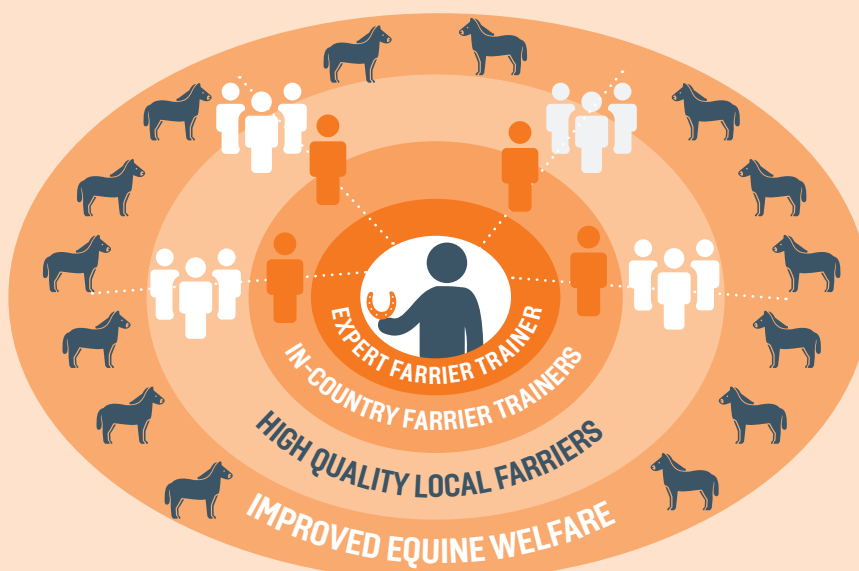 EXPERT FARRIER TRAINER
IN-COUNTRY FARRIER TRAINERS
HIGH QUALITY LOCAL FARRIERS
IMPROVED EQUINE WELFARE